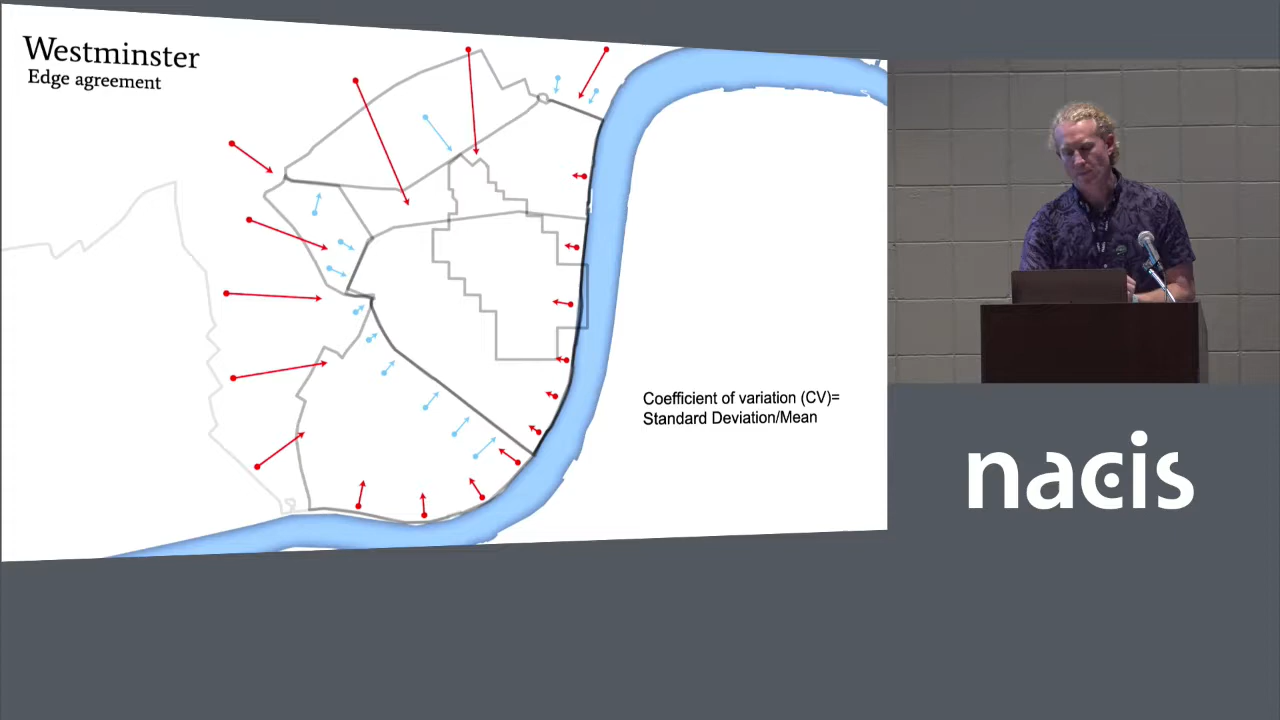 Westminster
Edge agreement
Coefficient of variation (CV)=
Standard Deviation/Mean
nacis